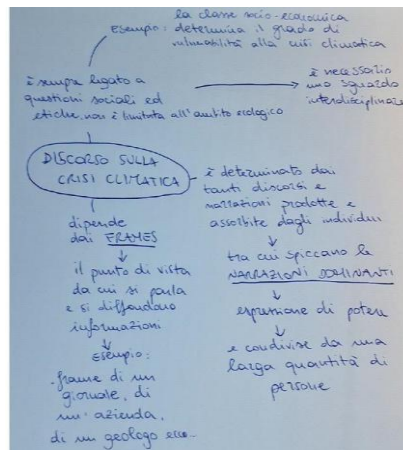 esempio:
la classe socio-economica
determina il grado di
vulnerabilità alla crisi climatica
è sempre legato a
questioni sociali ed
etiche, non è limitata all'ambito ecologico
è necessario
uno sguardo
interdisciplinare
DISCORSO SULLA
CRISI CLIMATICA
dipende
dai FRAMES
il punto di vista
da cui si parla
e si diffondono
informazioni
Esempio:
- frame di un
giornale, di
un'azienda,
di un geologo ecc-
è determinato dai
tanti discorsi e
narrazioni prodotte e
assorbite dagli individui
tra cui spiccano le
NARRAZIONI DOMINANTI
espressione di potere
e condivise da una
larga quantità di
persone